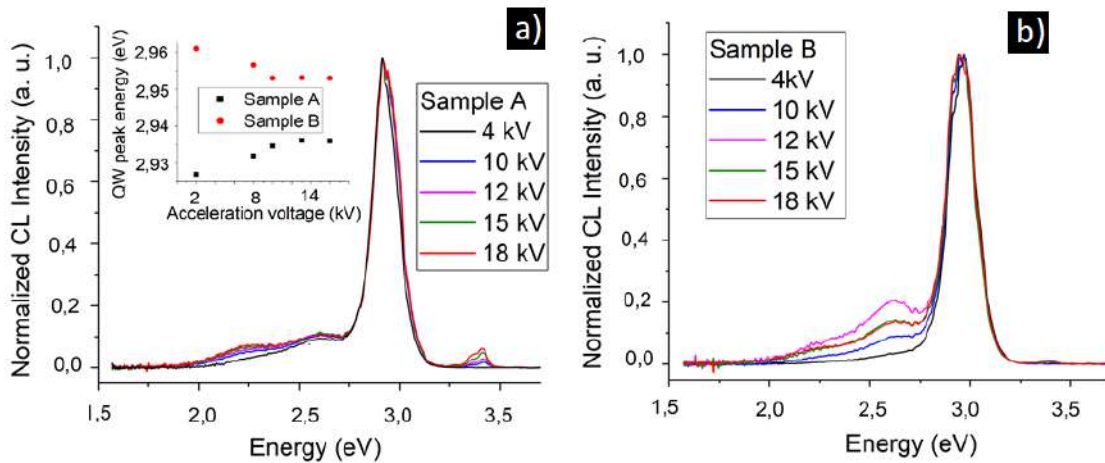 a)
Normalized CL Intensity (a. u.)
1,0
0,8
0,6
0,4
0,2
0,0
1,5
2,0
2,5
3,0
3,5
Energy (eV)
QW peak energy (eV)
2,96
2,95
2,94
2,93
2
8
14
Acceleration voltage (kV)
Sample A
Sample B
Sample A
4 kV
10 kV
12 kV
15 kV
18 kV
b)
Normalized CL Intensity (a. u.)
1,0
0,8
0,6
0,4
0,2
0,0
1,5
2,0
2,5
3,0
3,5
Energy (eV)
Sample B
4kV
10 kV
12 kV
15 kV
18 kV